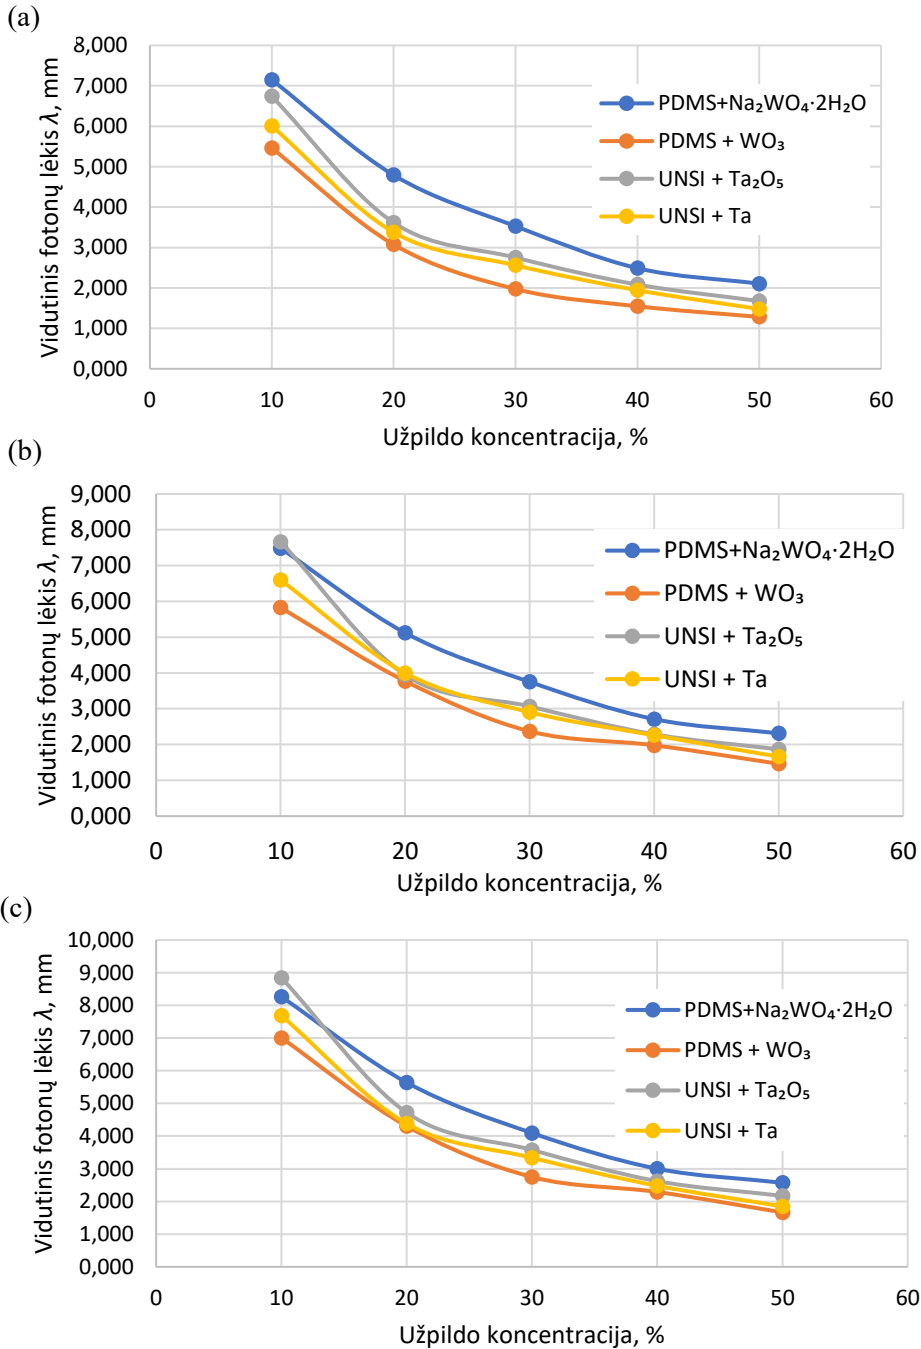 (a)
Vidutinis fotonų lėkis λ, mm
8,000
7,000
6,000
5,000
4,000
3,000
2,000
1,000
0,000
0 10 20 30 40 50 60
Užpildo koncentracija, %
PDMS+Na₂WO₄·2H₂O
PDMS + WO₃
UNSI + Ta₂O₅
UNSI + Ta
(b)
Vidutinis fotonų lėkis λ, mm
9,000
8,000
7,000
6,000
5,000
4,000
3,000
2,000
1,000
0,000
0 10 20 30 40 50 60
Užpildo koncentracija, %
PDMS+Na₂WO₄·2H₂O
PDMS + WO₃
UNSI + Ta₂O₅
UNSI + Ta
(c)
Vidutinis fotonų lėkis λ, mm
10,000
9,000
8,000
7,000
6,000
5,000
4,000
3,000
2,000
1,000
0,000
0 10 20 30 40 50 60
Užpildo koncentracija, %
PDMS+Na₂WO₄·2H₂O
PDMS + WO₃
UNSI + Ta₂O₅
UNSI + Ta